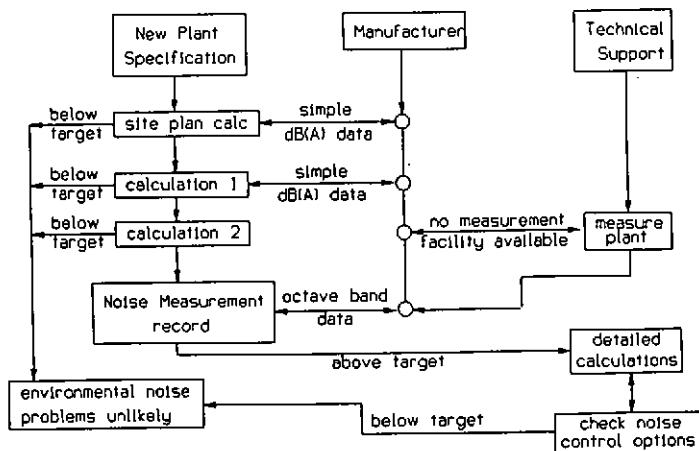 New Plant
Specification
Manufacturer
Technical
Support
below
target
site plan calc
simple
dB(A) data
below
target
calculation 1
simple
dB(A) data
below
target
calculation 2
no measurement
facility available
measure
plant
Noise Measurement
record
octave band
data
above target
detailed
calculations
environmental noise
problems unlikely
below target
check noise
control options